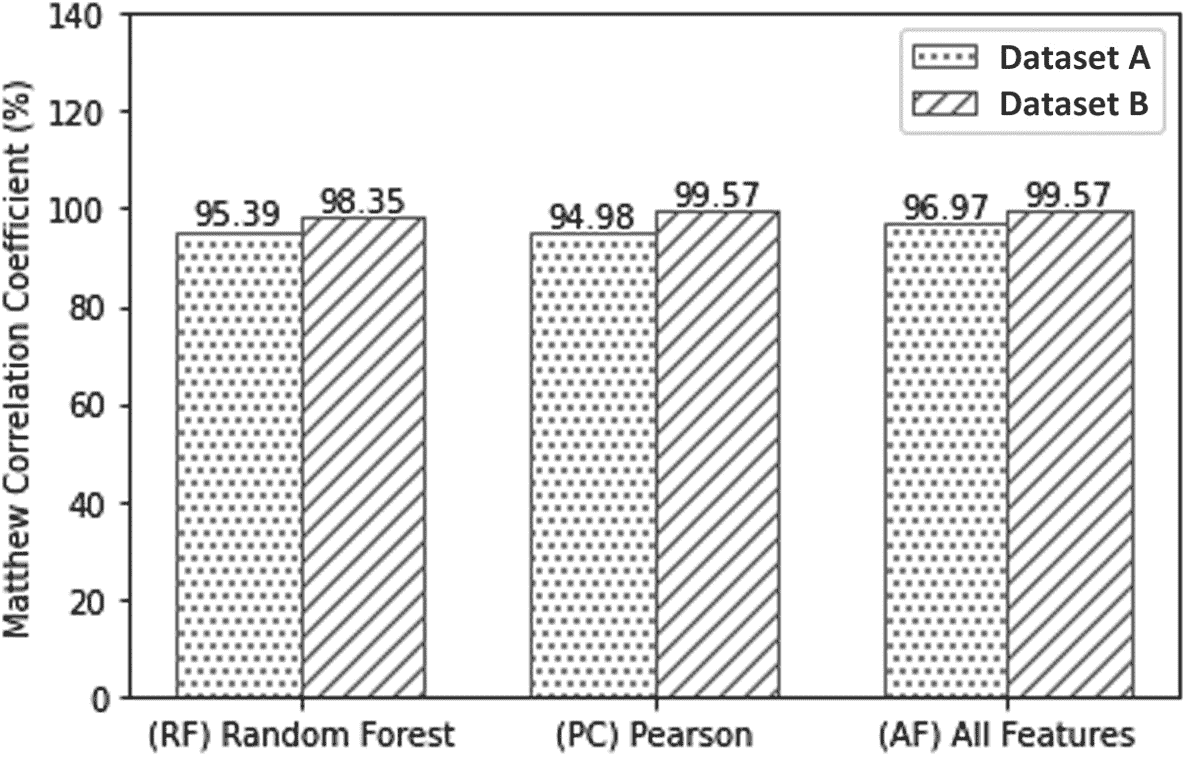 Matthew Correlation Coefficient (%)
140
120
100
80
60
40
20
0
Dataset A
Dataset B
95.39
98.35
94.98
99.57
96.97
99.57
(RF) Random Forest
(PC) Pearson
(AF) All Features